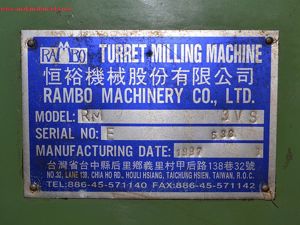 RAMBO TURRET MILLING MACHINE
恒裕機械股份有限公司
RAMBO MACHINERY CO., LTD.
MODEL: RM 3VS
SERIAL NO: E 638
MANUFACTURING DATE: 1997
台灣省台中縣后里鄉義里村甲后路138巷32號
NO.32, LANE 138, CHIA HO RD., HOULI HSIANG, TAICHUNG HSIEN, TAIWAN, R.O.C.
TEL:886-45-571140 FAX:886-45-571142